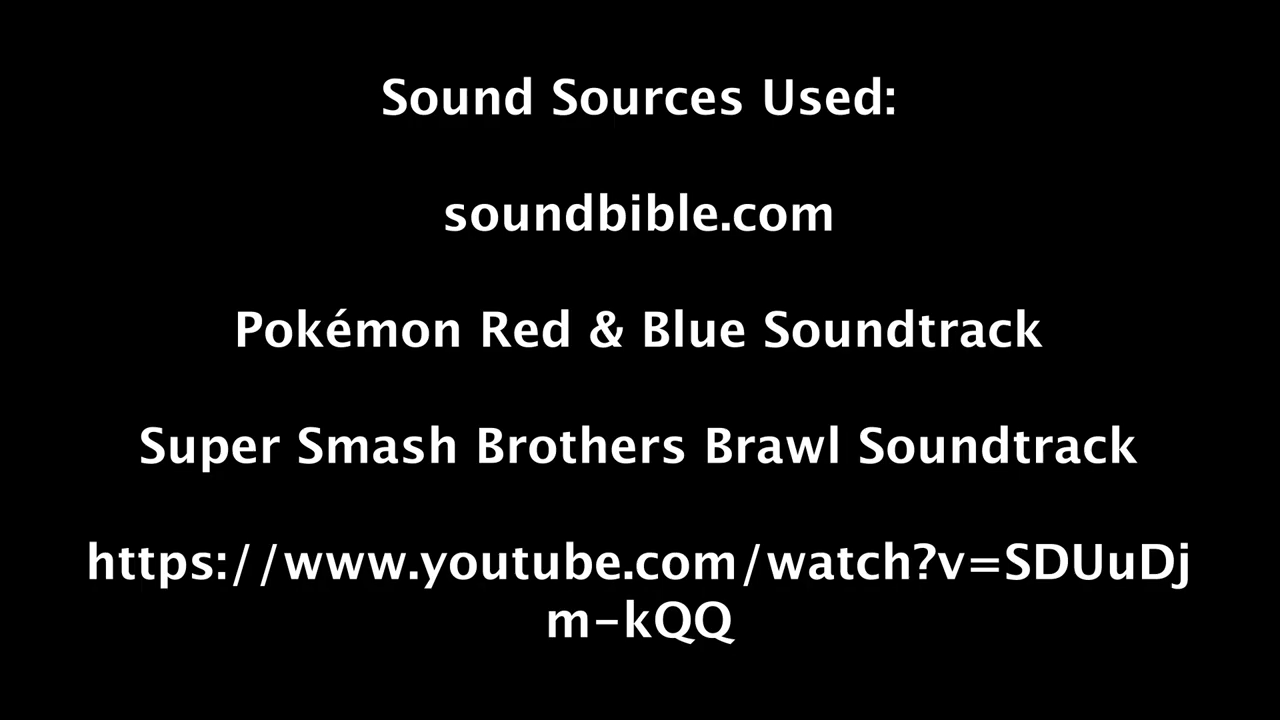 Sound Sources Used:
soundbible.com
Pokémon Red & Blue Soundtrack
Super Smash Brothers Brawl Soundtrack
https://www.youtube.com/watch?v=SDUuDj
m-kQQ